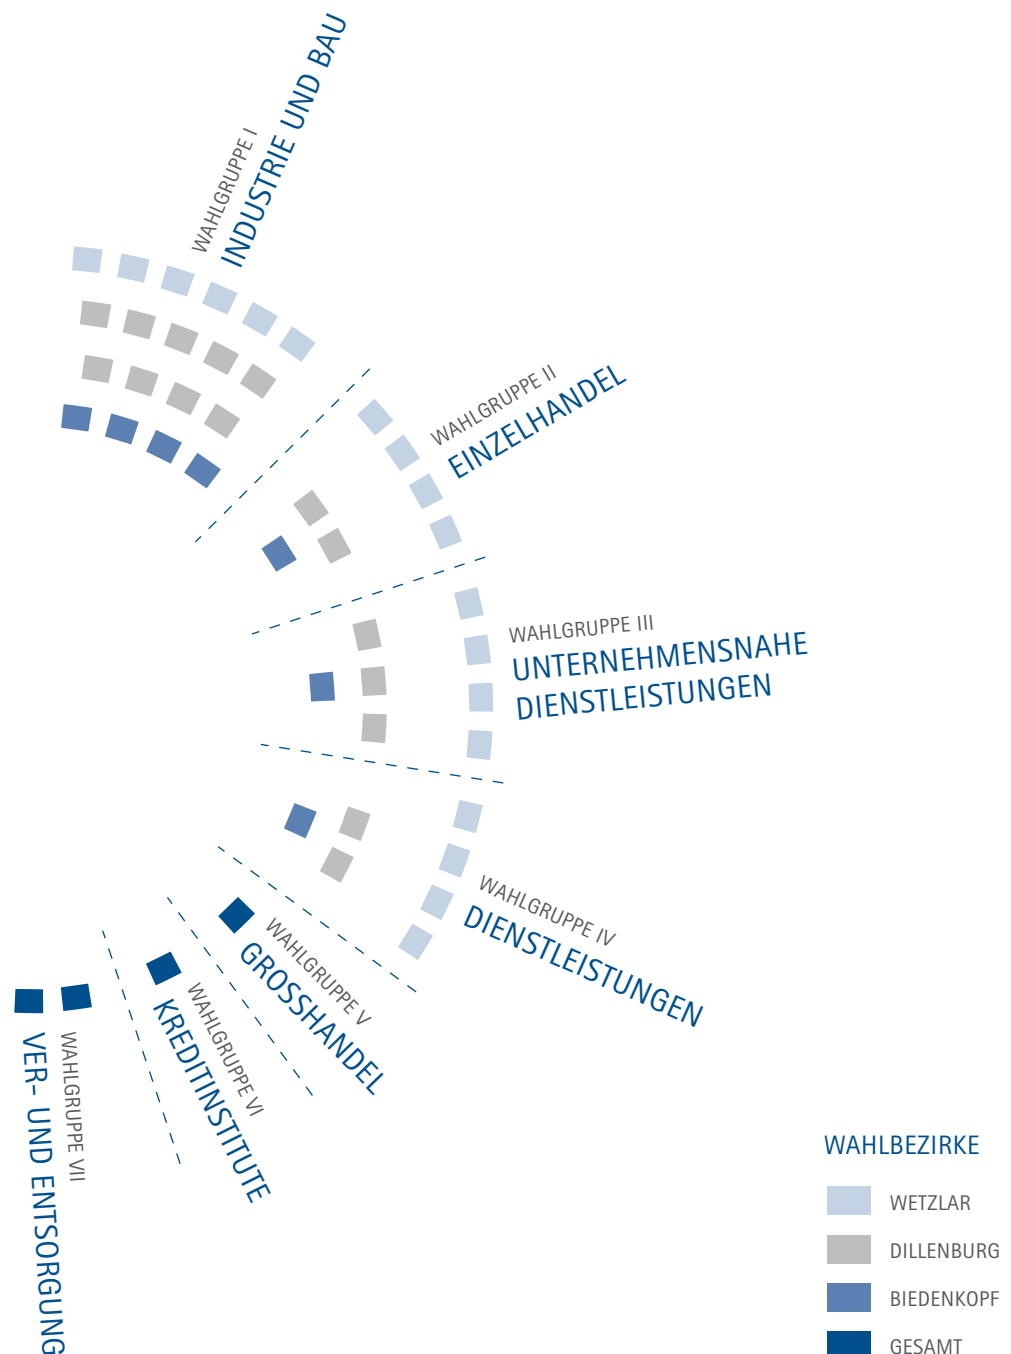 WAHLGRUPPE I
INDUSTRIE UND BAU
WAHLGRUPPE II
EINZELHANDEL
WAHLGRUPPE III
UNTERNEHMENSNAHE
DIENSTLEISTUNGEN
WAHLGRUPPE IV
DIENSTLEISTUNGEN
WAHLGRUPPE V
GROSSHANDEL
WAHLGRUPPE VI
KREDITINSTITUTE
WAHLGRUPPE VII
VER- UND ENTSORGUNG
WAHLBEZIRKE
WETZLAR
DILLENBURG
BIEDENKOPF
GESAMT